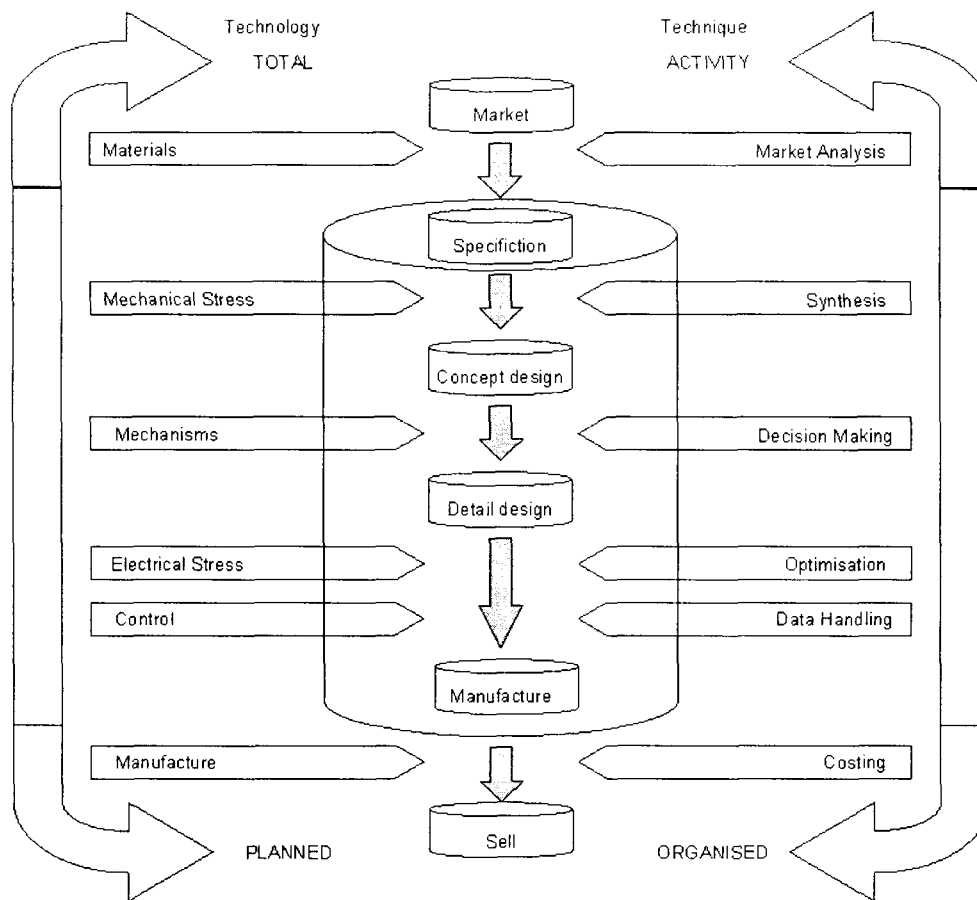 Technology
Technique
TOTAL
ACTIVITY
Market
Materials
Market Analysis
Specifiction
Mechanical Stress
Synthesis
Concept design
Mechanisms
Decision Making
Detail design
Electrical Stress
Optimisation
Control
Data Handling
Manufacture
Manufacture
Costing
Sell
PLANNED
ORGANISED